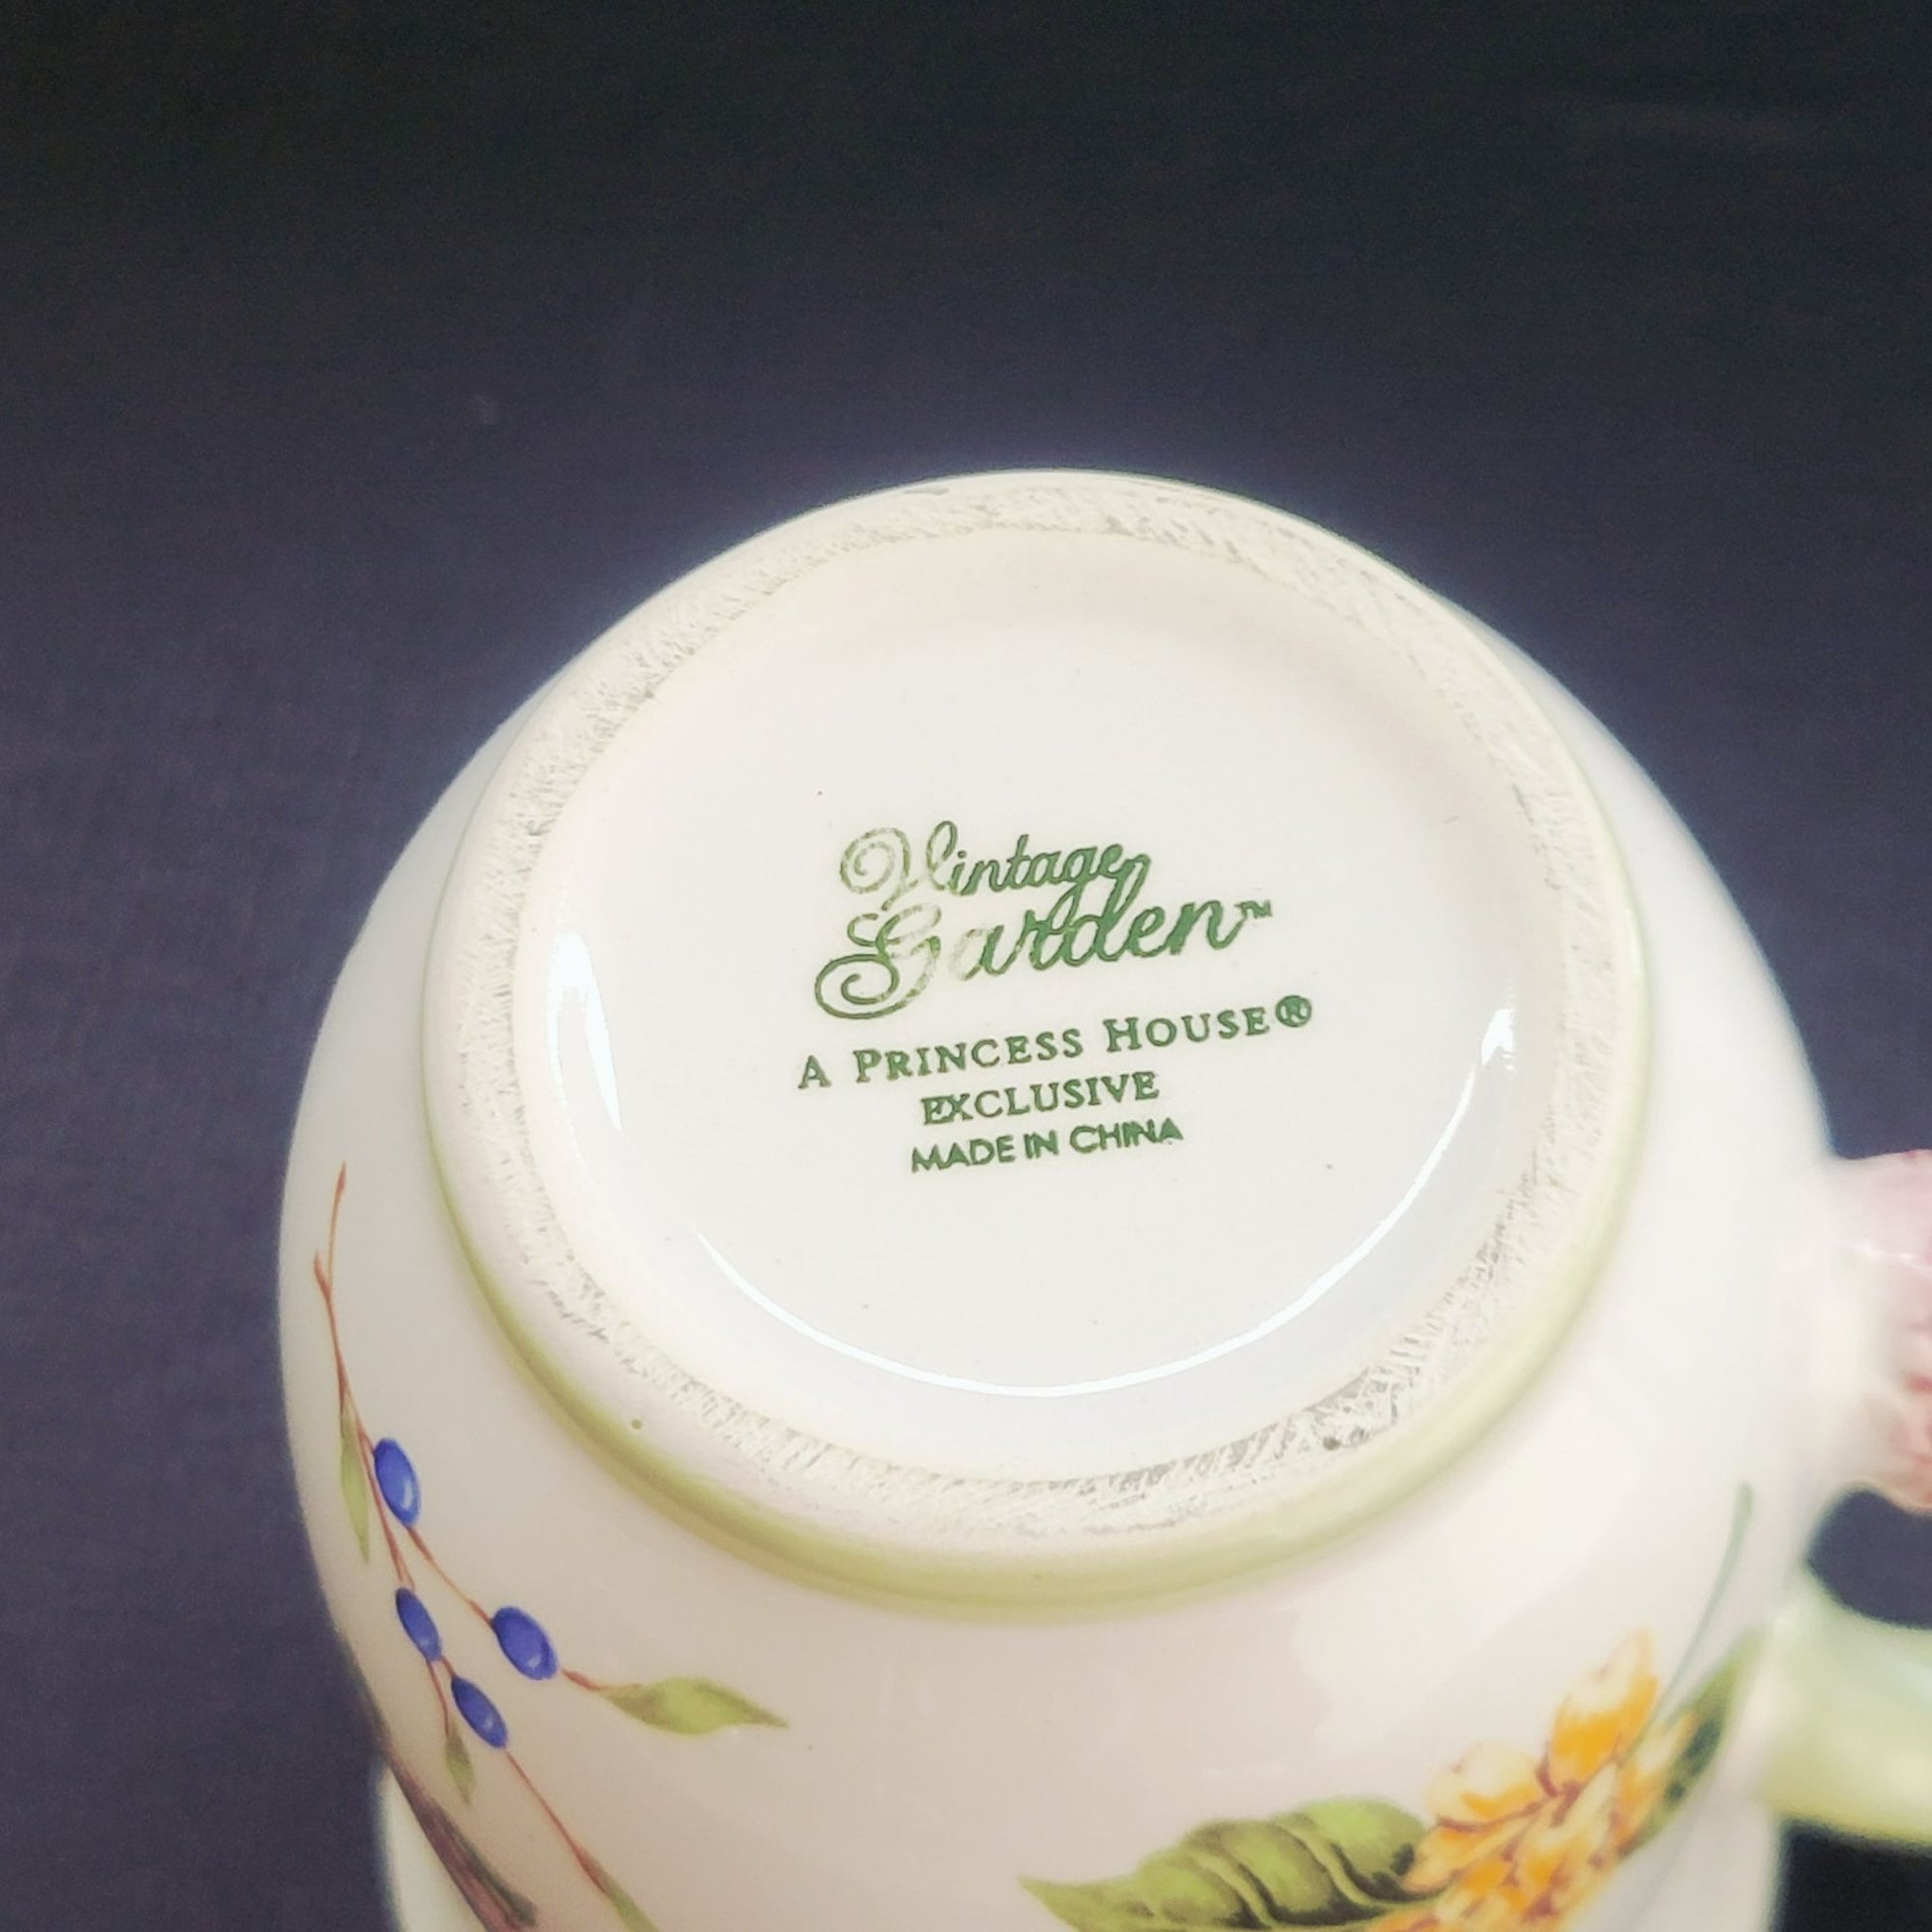 Vintage
Garden™
A PRINCESS HOUSE®
EXCLUSIVE
MADE IN CHINA